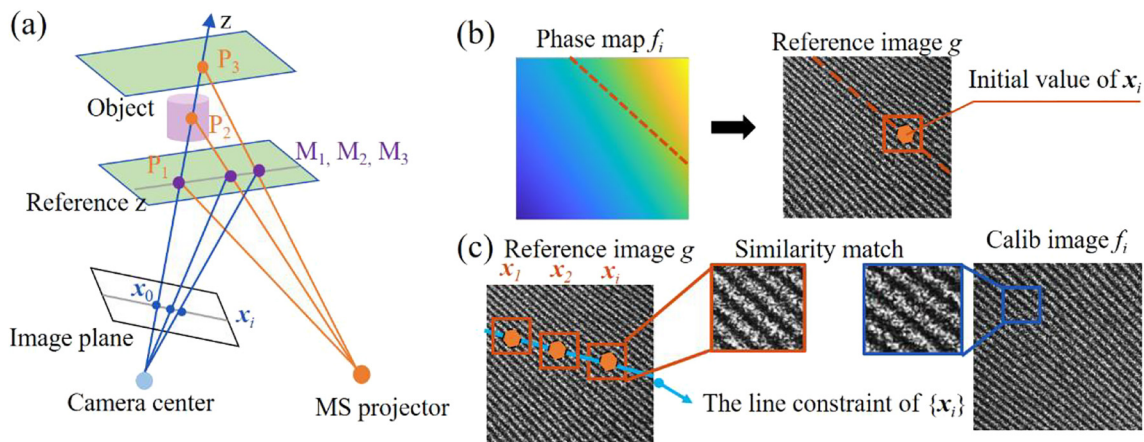 (a)
z
P3
Object
P2
P1
M1, M2, M3
Reference z
x0
xi
Image plane
Camera center
MS projector
(b)
Phase map fi
Reference image g
Initial value of xi
(c)
Reference image g
Similarity match
Calib image fi
x1 x2 xi
The line constraint of {xi}